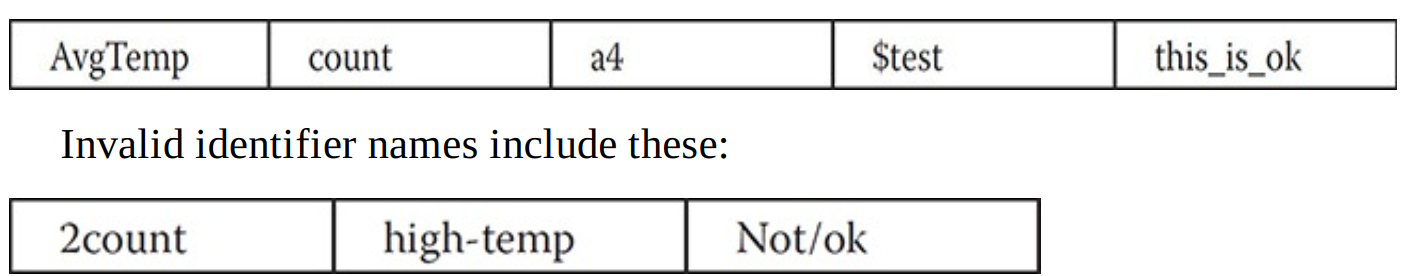 AvgTemp count a4 $test this_is_ok
Invalid identifier names include these:
2count high-temp Not/ok